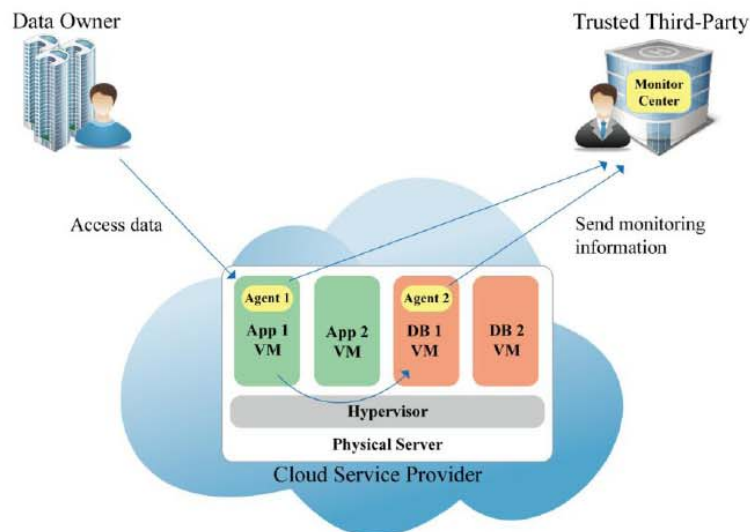 Data Owner
Trusted Third-Party
Monitor
Center
Access data
Send monitoring
information
Agent 1
App 1
VM
App 2
VM
Agent 2
DB 1
VM
DB 2
VM
Hypervisor
Physical Server
Cloud Service Provider